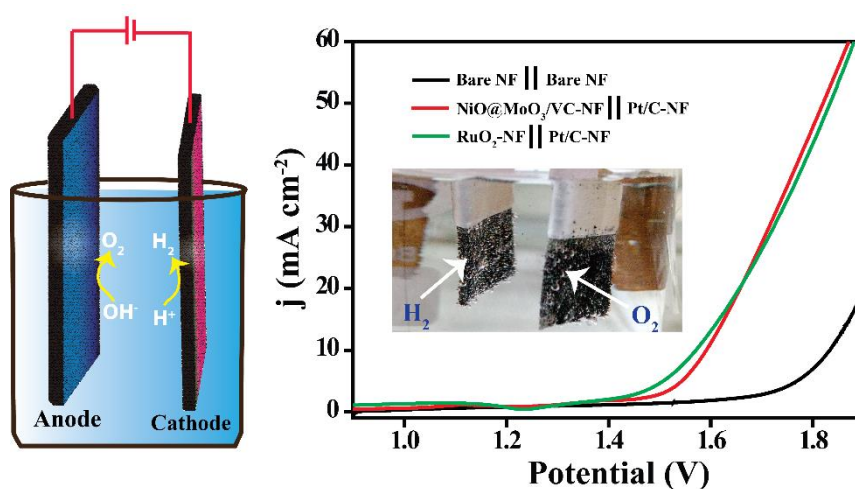 O₂
H₂
OH⁻
H⁺
Anode
Cathode
60
50
40
30
20
10
0
j (mA cm⁻²)
Bare NF || Bare NF
NiO@MoO₃/VC-NF || Pt/C-NF
RuO₂-NF || Pt/C-NF
H₂
O₂
1.0
1.2
1.4
1.6
1.8
Potential (V)